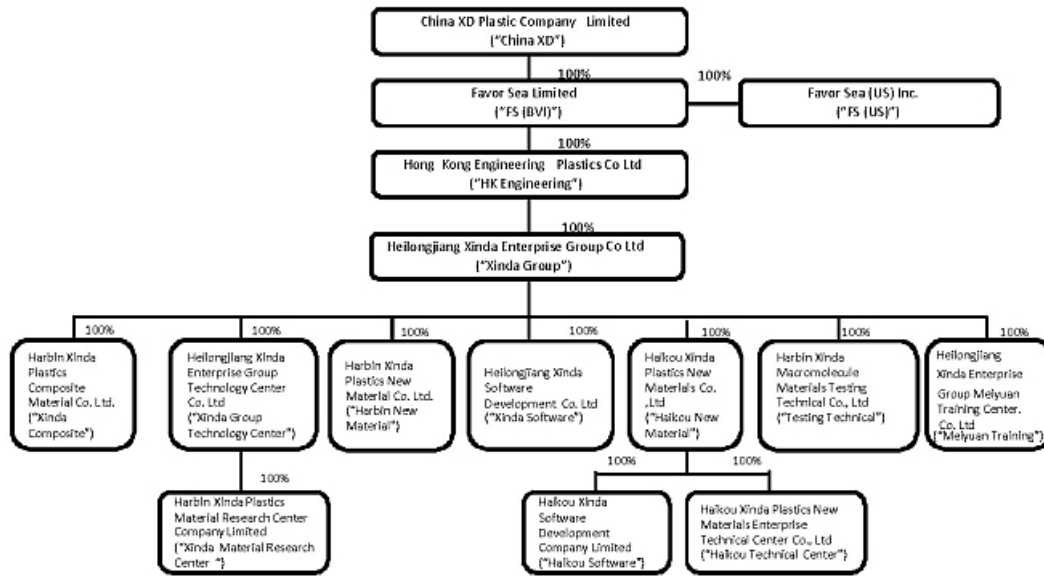 China XD Plastic Company Limited
("China XD")
100%
100%
Favor Sea Limited
("FS (BVI)")
Favor Sea (US) Inc.
("FS (US)")
100%
Hong Kong Engineering Plastics Co Ltd
("HK Engineering")
100%
Heilongjiang Xinda Enterprise Group Co Ltd
("Xinda Group")
100%
100%
100%
100%
100%
100%
100%
Harbin Xinda
Plastics
Composite
Material Co. Ltd.
("Xinda
Composite")
Heilongjiang Xinda
Enterprise Group
Technology Center
Co. Ltd
("Xinda Group
Technology Center")
Harbin Xinda
Plastics New
Material Co. Ltd.
("Harbin New
Material")
Heilongjiang Xinda
Software
Development Co. Ltd
("Xinda Software")
Haikou Xinda
Plastics New
Materials Co.
,Ltd
("Haikou New
Material")
Harbin Xinda
Macromolecule
Materials Testing
Technical Co., Ltd
("Testing Technical")
Heilongjiang
Xinda Enterprise
Group Meiyuan
Training Center.
Co. Ltd
("Meiyuan Training")
100%
100%
100%
Harbin Xinda Plastics
Material Research Center
Company Limited
("Xinda Material Research
Center ")
Haikou Xinda
Software
Development
Company Limited
("Haikou Software")
Haikou Xinda Plastics New
Materials Enterprise
Technical Center Co., Ltd
("Haikou Technical Center")